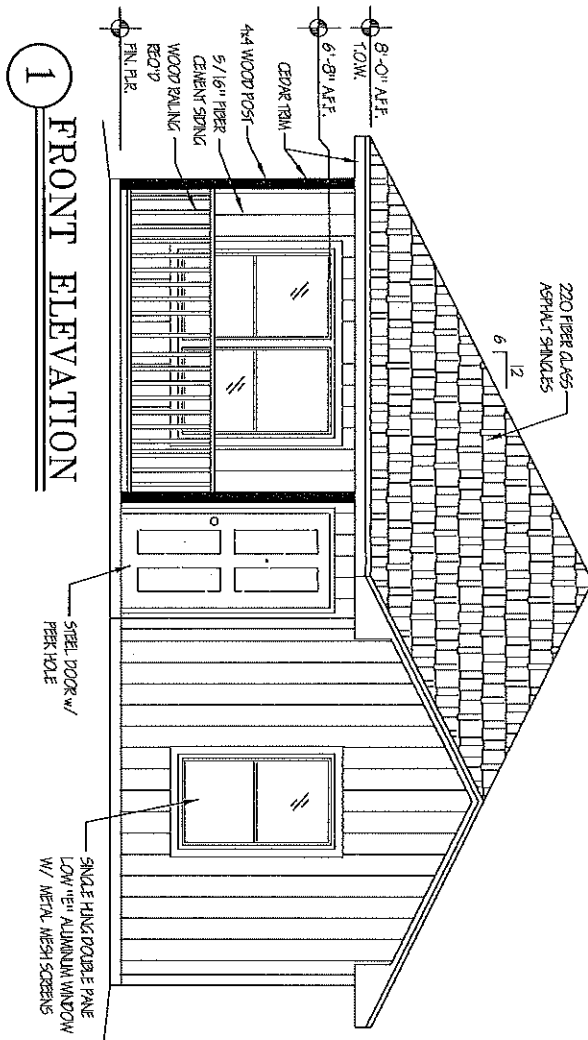 220 FIBER GLASS
ASPHALT SHINGLES
12
6
8'-0" A.F.F.
T.O.W.
6'-8" A.F.F.
CEDAR TRIM
4x4 WOOD POST
5/16" FIBER
CEMENT SIDING
WOOD RAILING
REQ'D
FIN. FLR.
STEEL DOOR w/
PEEK HOLE
SINGLE HUNG DOUBLE PANE
LOW "E" ALUMINUM WINDOW
W/ METAL MESH SCREENS
1
FRONT ELEVATION